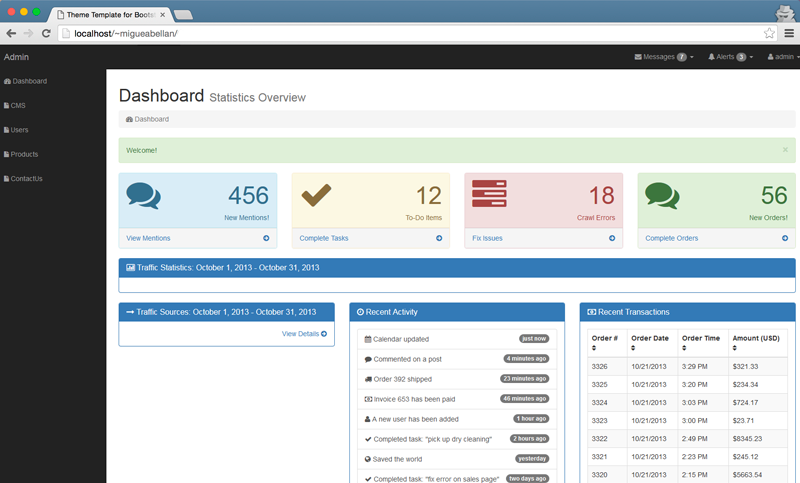 Theme Template for Bootst
localhost/~migueabellan/
Admin
Messages 7
Alerts 3
admin
Dashboard
CMS
Users
Products
ContactUs
Dashboard Statistics Overview
Dashboard
Welcome! ×
456
New Mentions!
View Mentions
12
To-Do Items
Complete Tasks
18
Crawl Errors
Fix Issues
56
New Orders!
Complete Orders
Traffic Statistics: October 1, 2013 - October 31, 2013
Traffic Sources: October 1, 2013 - October 31, 2013
View Details
Recent Activity
Calendar updated just now
Commented on a post 4 minutes ago
Order 392 shipped 23 minutes ago
Invoice 653 has been paid 46 minutes ago
A new user has been added 1 hour ago
Completed task: "pick up dry cleaning" 2 hours ago
Saved the world yesterday
Completed task: "fix error on sales page" two days ago
Recent Transactions
Order # Order Date Order Time Amount (USD)
3326 10/21/2013 3:29 PM $321.33
3325 10/21/2013 3:20 PM $234.34
3324 10/21/2013 3:03 PM $724.17
3323 10/21/2013 3:00 PM $23.71
3322 10/21/2013 2:49 PM $8345.23
3321 10/21/2013 2:23 PM $245.12
3320 10/21/2013 2:15 PM $5663.54